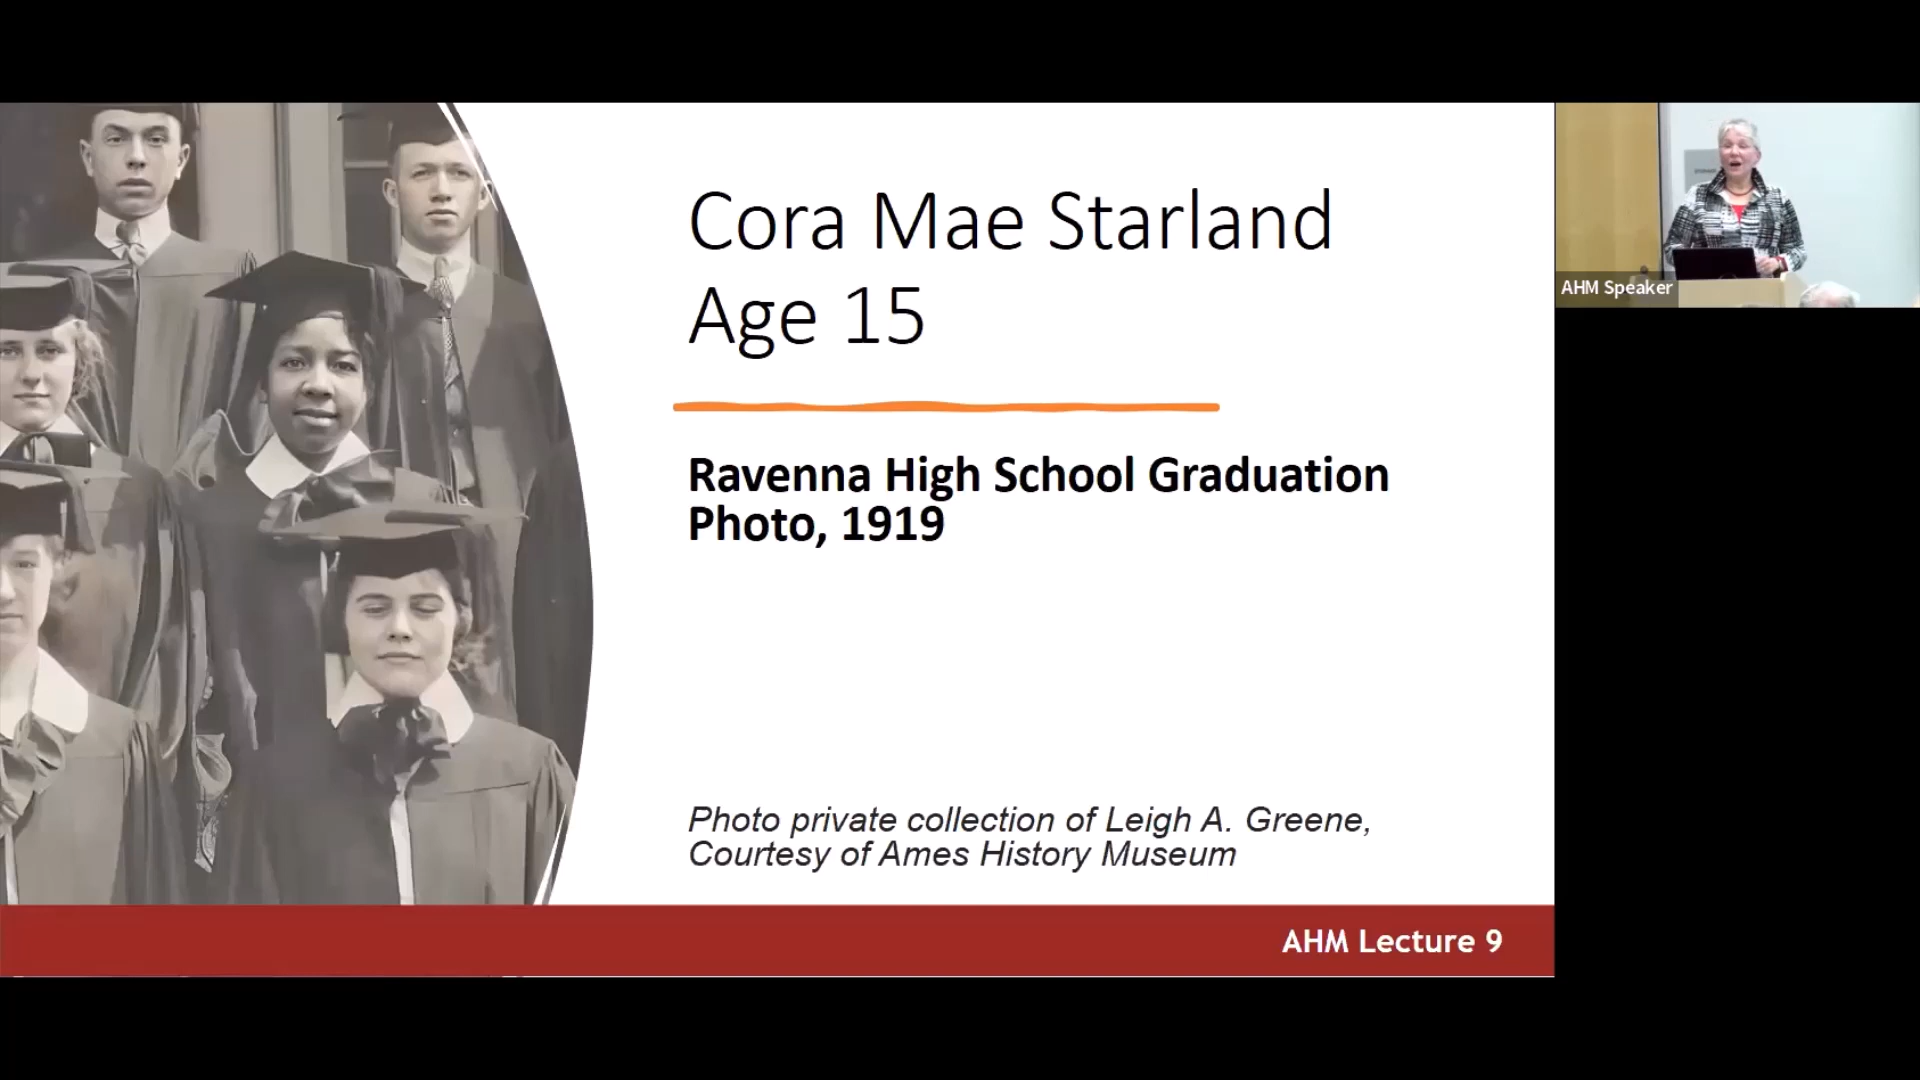 Cora Mae Starland
Age 15
Ravenna High School Graduation
Photo, 1919
Photo private collection of Leigh A. Greene,
Courtesy of Ames History Museum
AHM Lecture 9
AHM Speaker